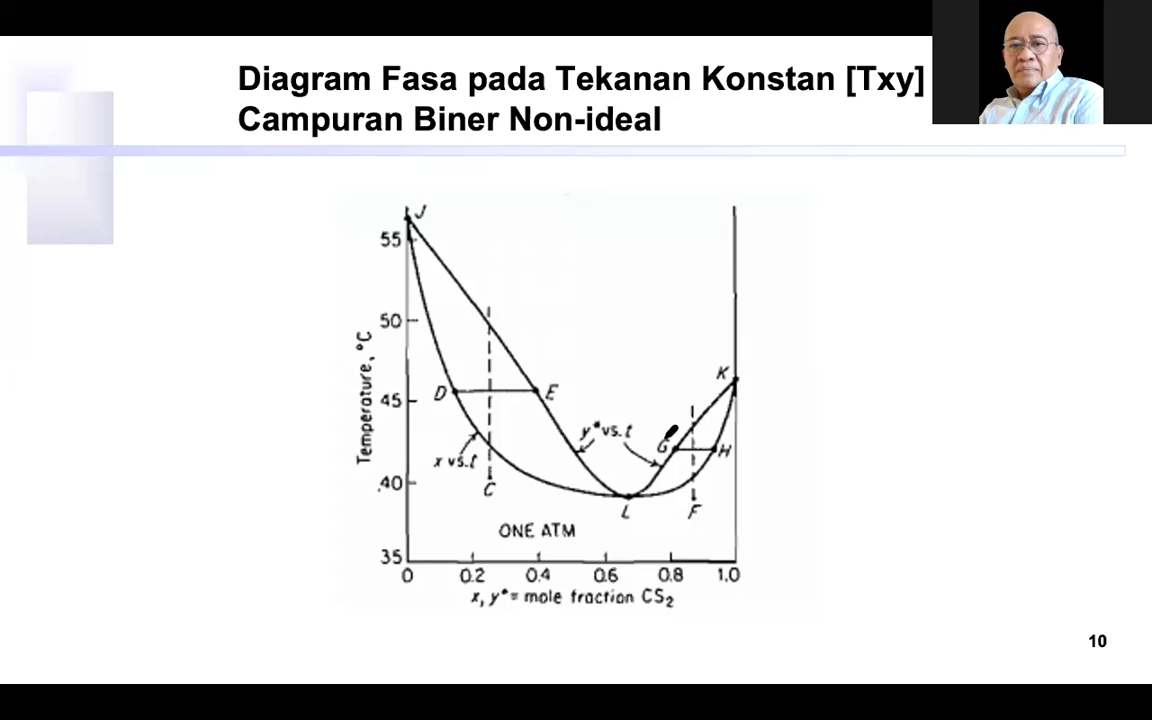 Diagram Fasa pada Tekanan Konstan [Txy]
Campuran Biner Non-ideal
J
55
50
K
D
E
45
Temperature, °C
y* vs. t
G
H
x vs. t
C
40
L
F
ONE ATM
35
0 0.2 0.4 0.6 0.8 1.0
x, y* = mole fraction CS₂
10